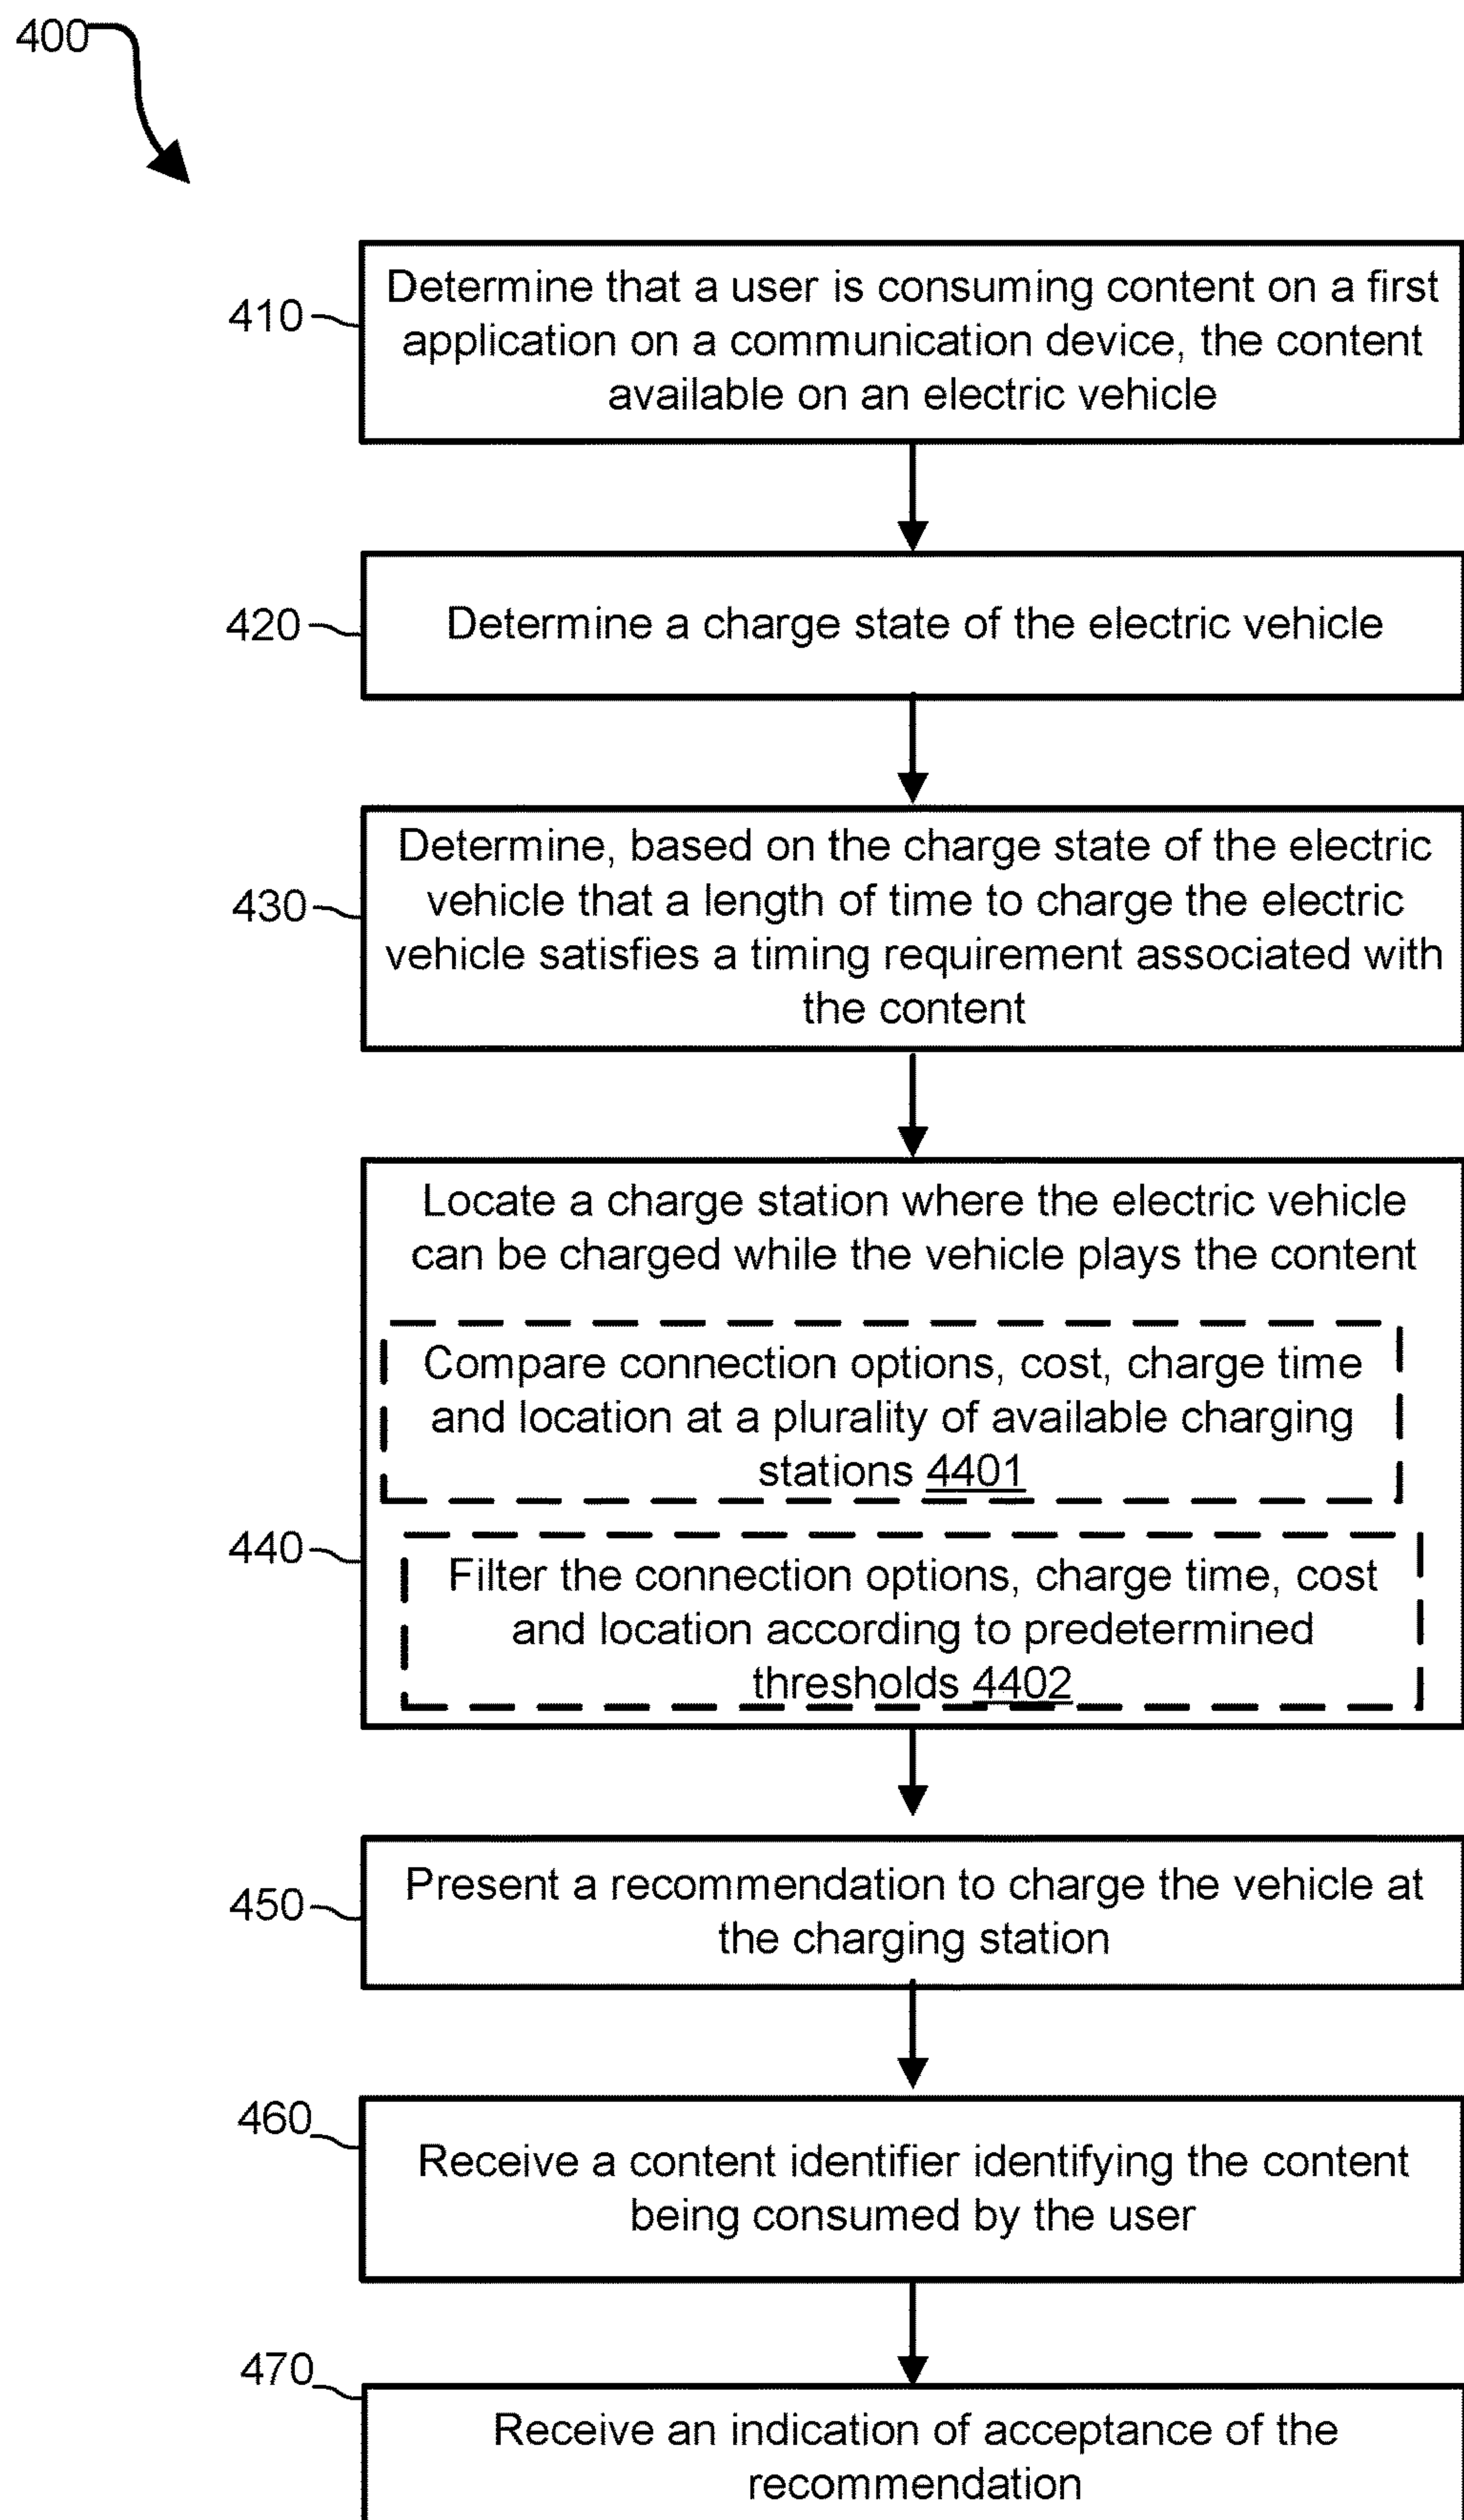 400
410
Determine that a user is consuming content on a first
application on a communication device, the content
available on an electric vehicle
420
Determine a charge state of the electric vehicle
430
Determine, based on the charge state of the electric
vehicle that a length of time to charge the electric
vehicle satisfies a timing requirement associated with
the content
440
Locate a charge station where the electric vehicle
can be charged while the vehicle plays the content
Compare connection options, cost, charge time
and location at a plurality of available charging
stations 4401
Filter the connection options, charge time, cost
and location according to predetermined
thresholds 4402
450
Present a recommendation to charge the vehicle at
the charging station
460
Receive a content identifier identifying the content
being consumed by the user
470
Receive an indication of acceptance of the
recommendation